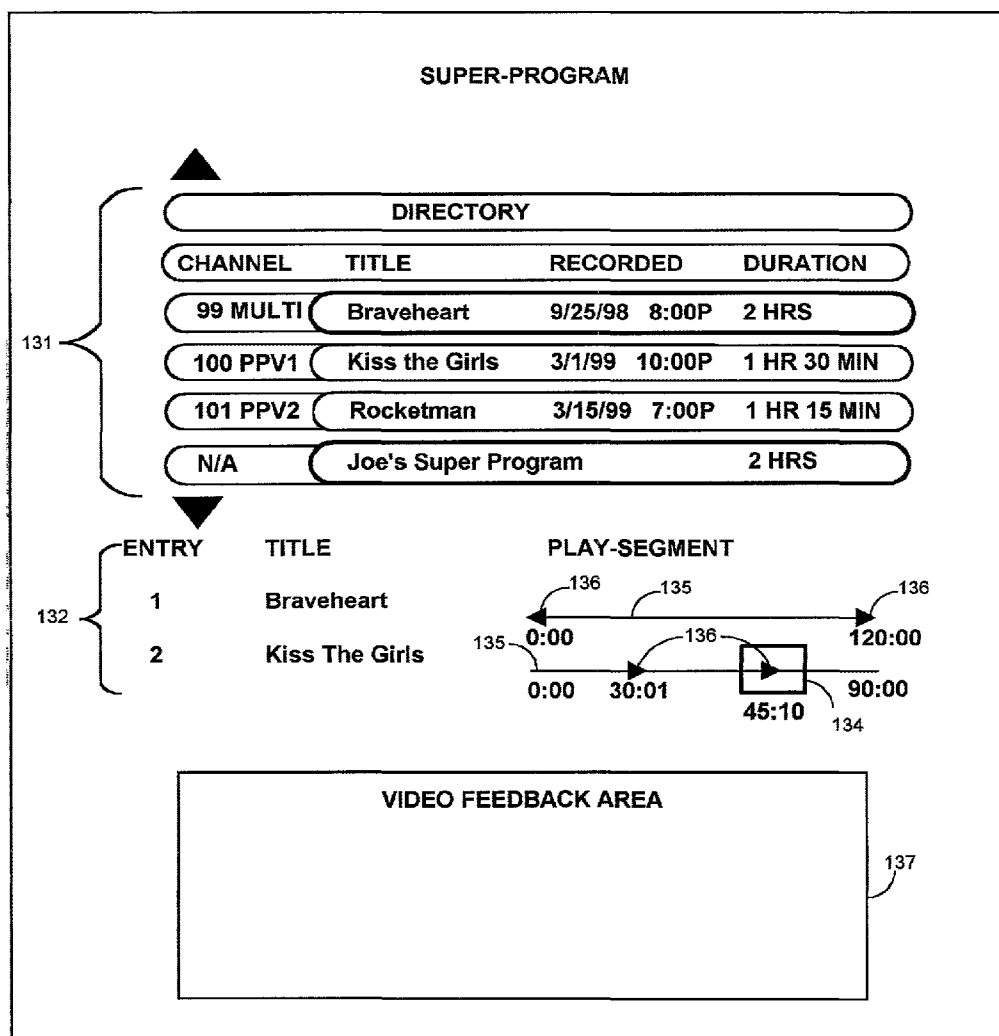 SUPER-PROGRAM
DIRECTORY
CHANNEL TITLE RECORDED DURATION
99 MULTI Braveheart 9/25/98 8:00P 2 HRS
131
100 PPV1 Kiss the Girls 3/1/99 10:00P 1 HR 30 MIN
101 PPV2 Rocketman 3/15/99 7:00P 1 HR 15 MIN
N/A Joe's Super Program 2 HRS
ENTRY TITLE PLAY-SEGMENT
136 135 136
1 Braveheart
132
0:00 120:00
2 Kiss The Girls 135 136
0:00 30:01 90:00
45:10 134
VIDEO FEEDBACK AREA
137